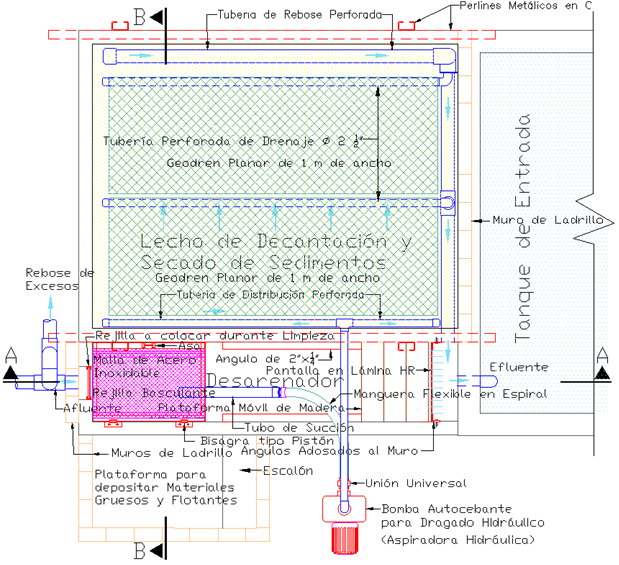 B
Tubería de Rebose Perforada
Perlines Metálicos en C
Tubería Perforada de Drenaje Ø 2 ½"
Geodren Planar de 1 m de ancho
Tanque de Entrada
Muro de Ladrillo
Lecho de Decantación y
Secado de Sedimentos
Geodren Planar de 1 m de ancho
Rebose de
Excesos
Tubería de Distribución Perforada
Rejilla a colocar durante Limpieza
Asa
A
Malla de Acero
Inoxidable
Angulo de 2"x¼"
Pantalla en Lámina HR
Efluente
A
Desarenador
Rejilla Basculante
Manguera Flexible en Espiral
Afluente
Plataforma Móvil de Madera
Tubo de Succión
Bisagra tipo Pistón
Muros de Ladrillo
Angulos Adosados al Muro
Escalón
Plataforma para
depositar Materiales
Gruesos y Flotantes
Unión Universal
Bomba Autocebante
para Dragado Hidráulico
(Aspiradora Hidráulica)
B